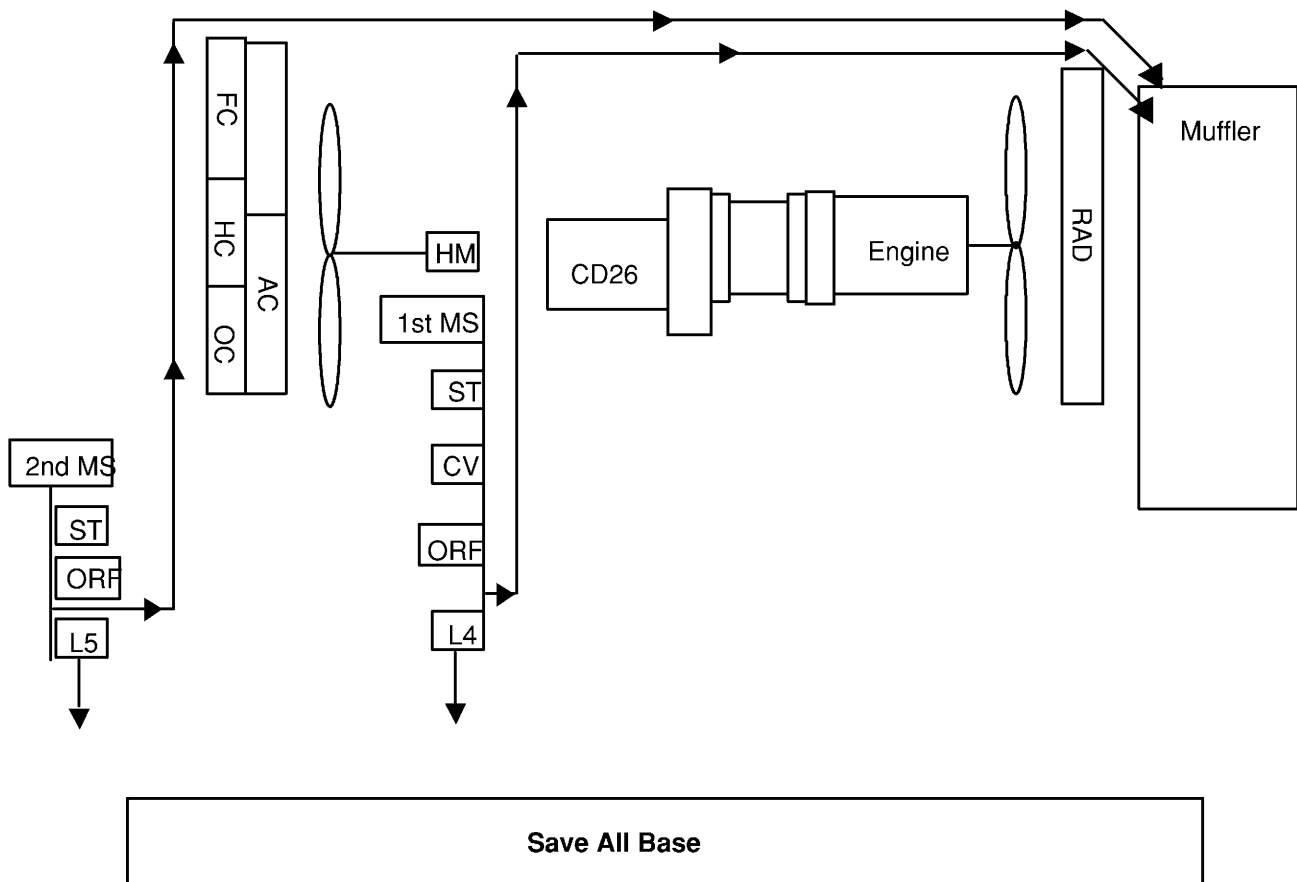 FC
HC
OC
AC
HM
1st MS
ST
CV
ORF
L4
2nd MS
ST
ORF
L5
CD26
Engine
RAD
Muffler
Save All Base